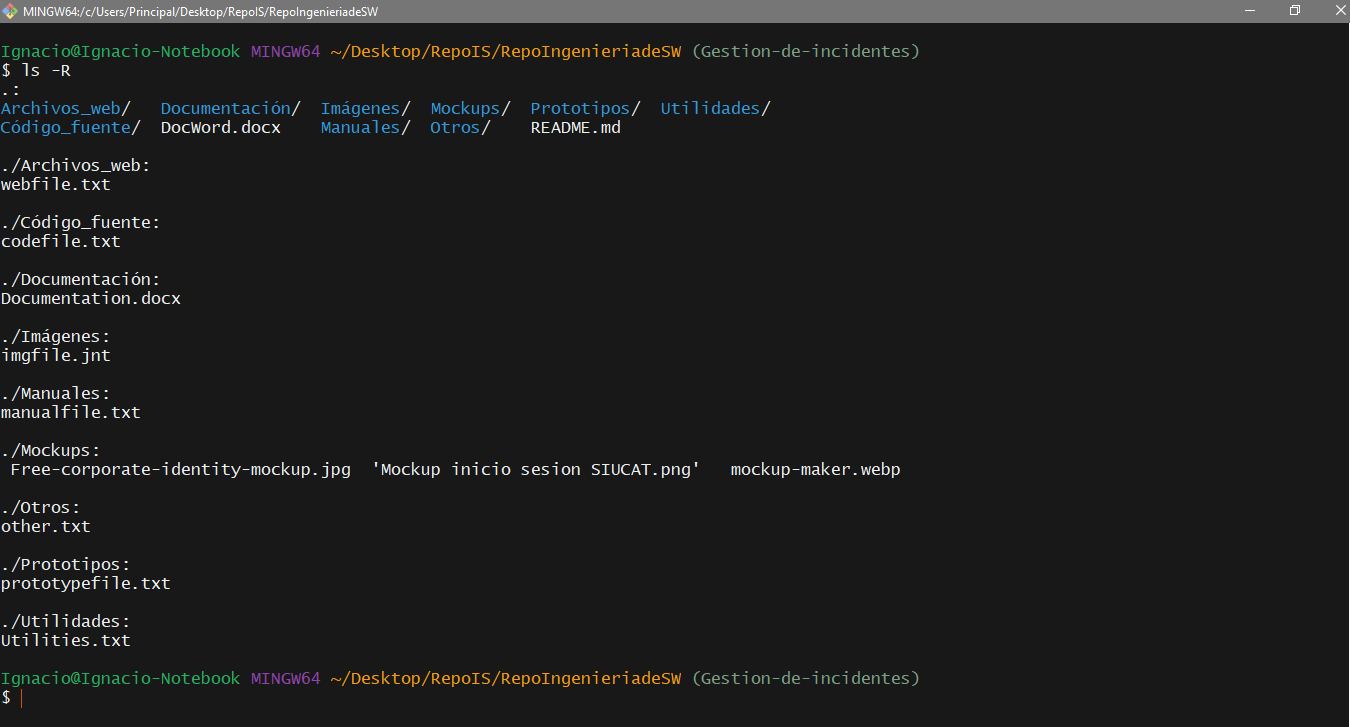 MINGW64:/c/Users/Principal/Desktop/RepoIS/RepoIngenieriadeSW
Ignacio@Ignacio-Notebook MINGW64 ~/Desktop/RepoIS/RepoIngenieriadeSW (Gestion-de-incidentes)
$ ls -R
.:
Archivos_web/   Documentación/  Imágenes/  Mockups/  Prototipos/  Utilidades/
Código_fuente/  DocWord.docx    Manuales/  Otros/    README.md
./Archivos_web:
webfile.txt
./Código_fuente:
codefile.txt
./Documentación:
Documentation.docx
./Imágenes:
imgfile.jnt
./Manuales:
manualfile.txt
./Mockups:
Free-corporate-identity-mockup.jpg  'Mockup inicio sesion SIUCAT.png'   mockup-maker.webp
./Otros:
other.txt
./Prototipos:
prototypefile.txt
./Utilidades:
Utilities.txt
Ignacio@Ignacio-Notebook MINGW64 ~/Desktop/RepoIS/RepoIngenieriadeSW (Gestion-de-incidentes)
$